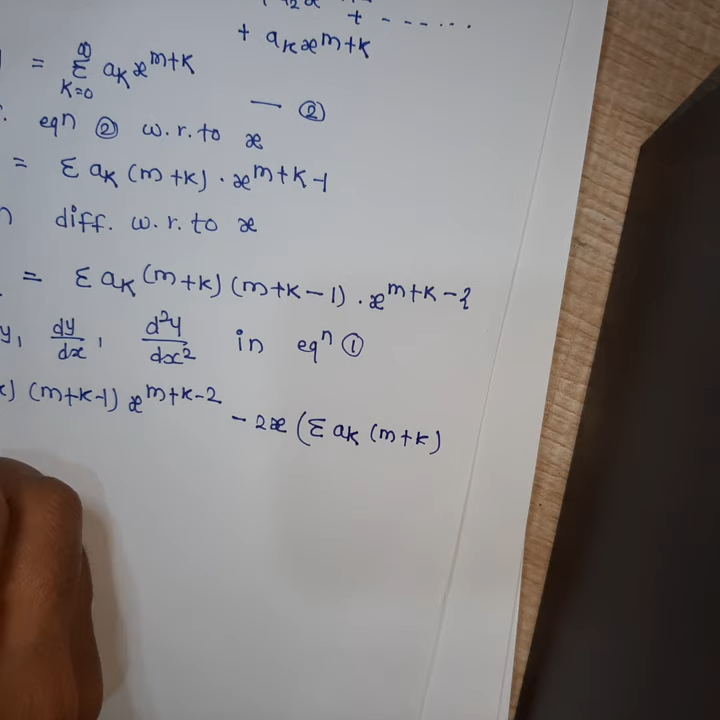 + - - - ....
+ aₖxᵐ⁺ᵏ
= ∞ Σ K=0 aₖ xᵐ⁺ᵏ
— ②
eqⁿ ② w.r.to x
= Σ aₖ (m+k) . xᵐ⁺ᵏ⁻¹
diff. w.r. to x
= Σ aₖ (m+k) (m+k-1) . xᵐ⁺ᵏ⁻²
y, dy/dx, d²y/dx² in eqⁿ ①
) (m+k-1) xᵐ⁺ᵏ⁻² - 2x (Σ aₖ (m+k)